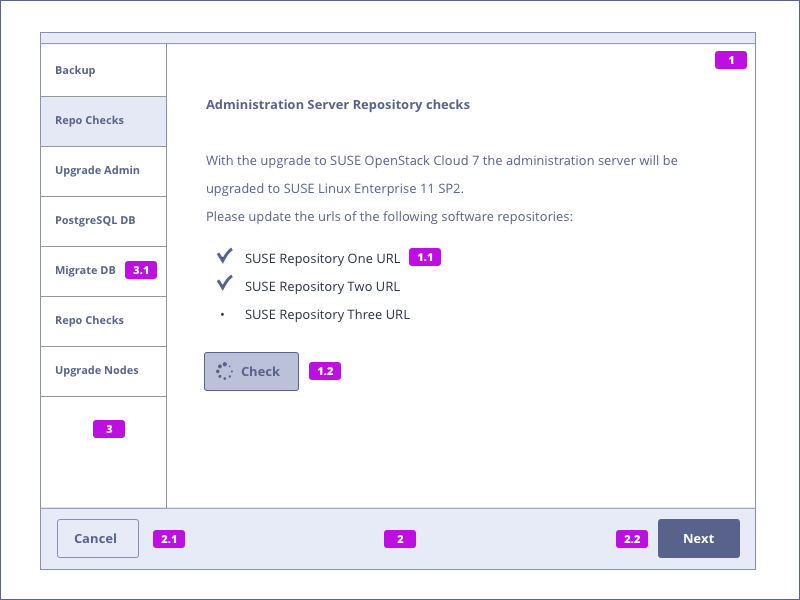 Backup
Repo Checks
Upgrade Admin
PostgreSQL DB
Migrate DB 3.1
Repo Checks
Upgrade Nodes
3
1
Administration Server Repository checks
With the upgrade to SUSE OpenStack Cloud 7 the administration server will be
upgraded to SUSE Linux Enterprise 11 SP2.
Please update the urls of the following software repositories:
SUSE Repository One URL 1.1
SUSE Repository Two URL
• SUSE Repository Three URL
Check 1.2
Cancel 2.1 2 2.2 Next